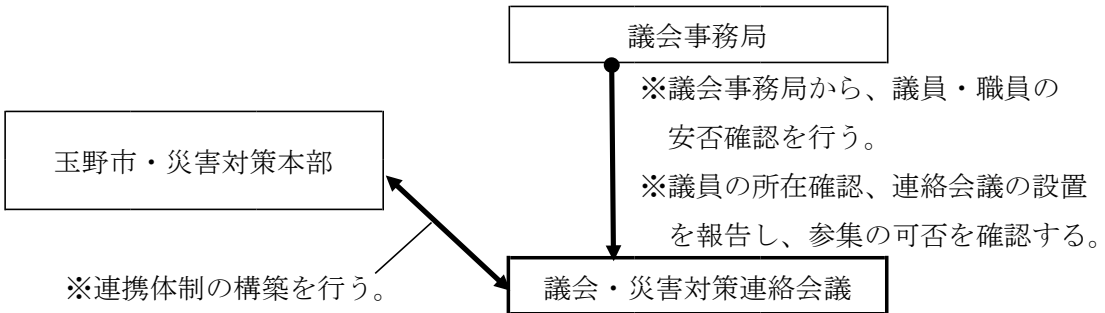 議会事務局
※議会事務局から、議員・職員の
安否確認を行う。
※議員の所在確認、連絡会議の設置
を報告し、参集の可否を確認する。
玉野市・災害対策本部
※連携体制の構築を行う。
議会・災害対策連絡会議